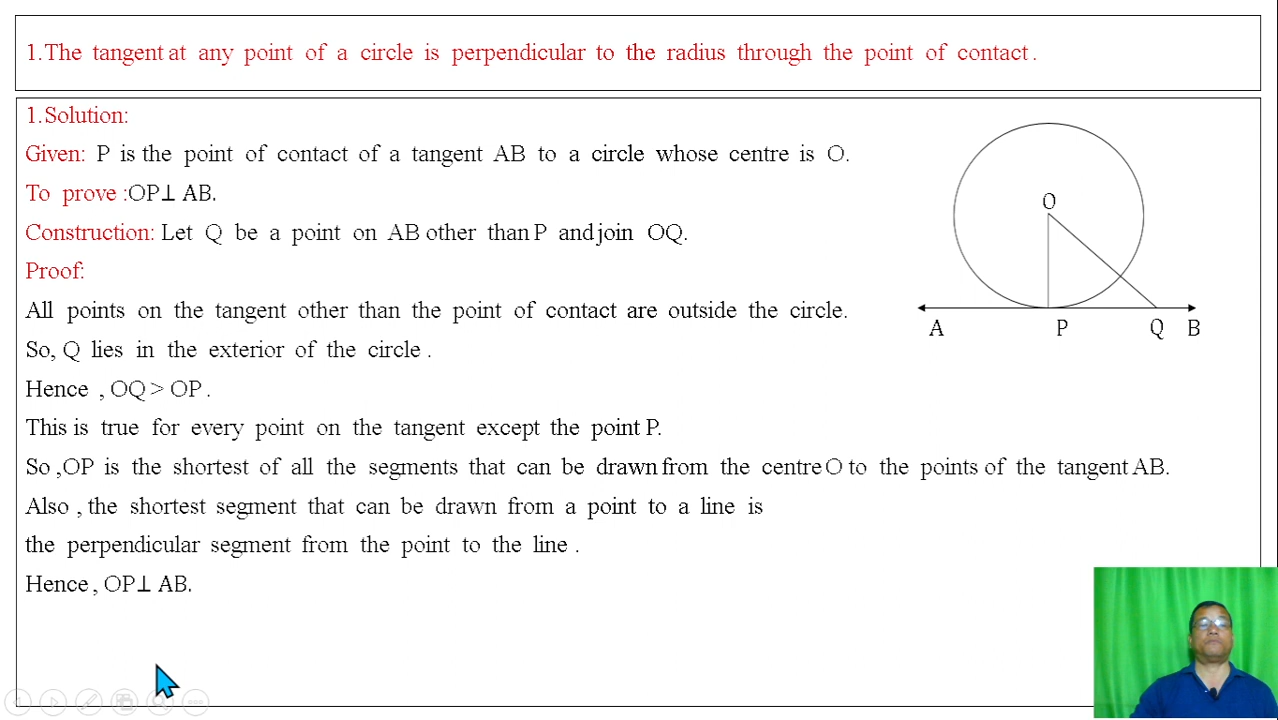 1.The tangent at any point of a circle is perpendicular to the radius through the point of contact.
1.Solution:
Given: P is the point of contact of a tangent AB to a circle whose centre is O.
To prove :OP⊥ AB.
Construction: Let Q be a point on AB other than P and join OQ.
Proof:
All points on the tangent other than the point of contact are outside the circle.
So, Q lies in the exterior of the circle .
Hence , OQ > OP .
This is true for every point on the tangent except the point P.
So ,OP is the shortest of all the segments that can be drawn from the centre O to the points of the tangent AB.
Also , the shortest segment that can be drawn from a point to a line is
the perpendicular segment from the point to the line .
Hence , OP⊥ AB.
O
A P Q B